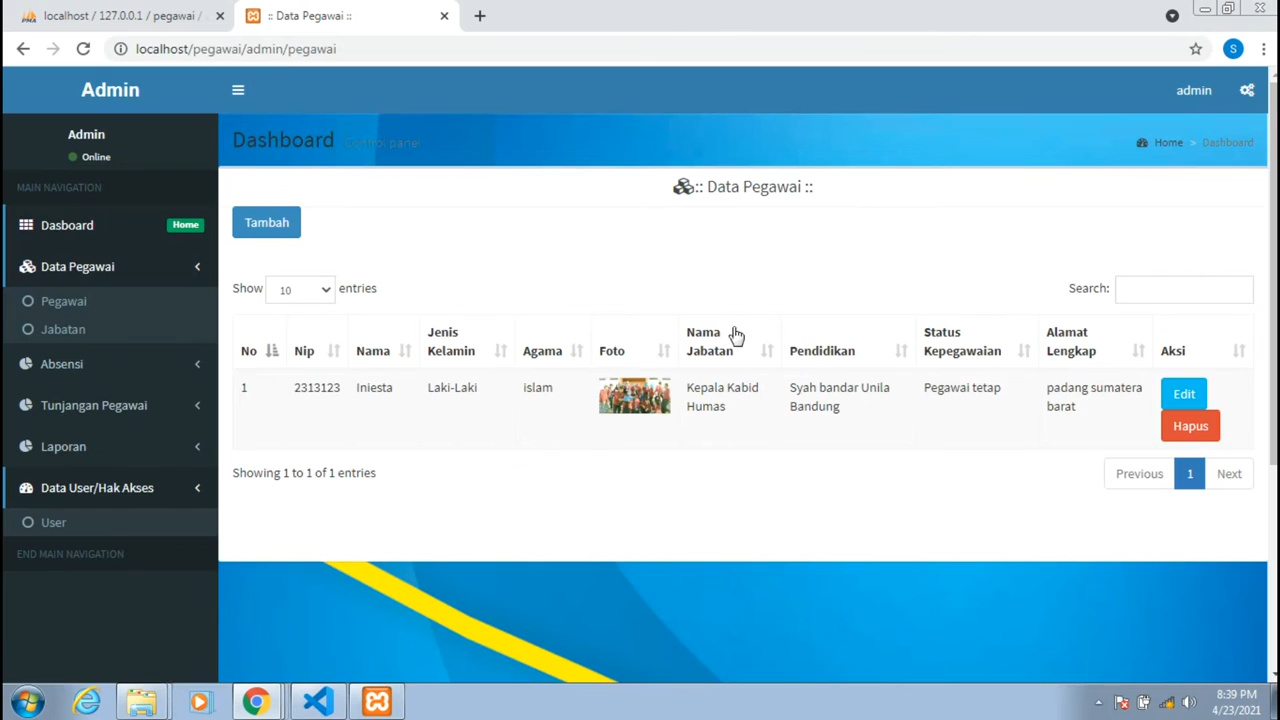 localhost / 127.0.0.1 / pegawai /
:: Data Pegawai ::
localhost/pegawai/admin/pegawai
S
Admin
admin
Admin
Online
Dashboard Control panel
Home > Dashboard
MAIN NAVIGATION
:: Data Pegawai ::
Dasboard
Home
Tambah
Data Pegawai
Pegawai
Jabatan
Absensi
Tunjangan Pegawai
Laporan
Data User/Hak Akses
User
END MAIN NAVIGATION
Show 10 entries
Search:
No
Nip
Nama
Jenis
Kelamin
Agama
Foto
Nama
Jabatan
Pendidikan
Status
Kepegawaian
Alamat
Lengkap
Aksi
1
2313123
Iniesta
Laki-Laki
islam
Kepala Kabid
Humas
Syah bandar Unila
Bandung
Pegawai tetap
padang sumatera
barat
Edit
Hapus
Showing 1 to 1 of 1 entries
Previous
1
Next
8:39 PM
4/23/2021